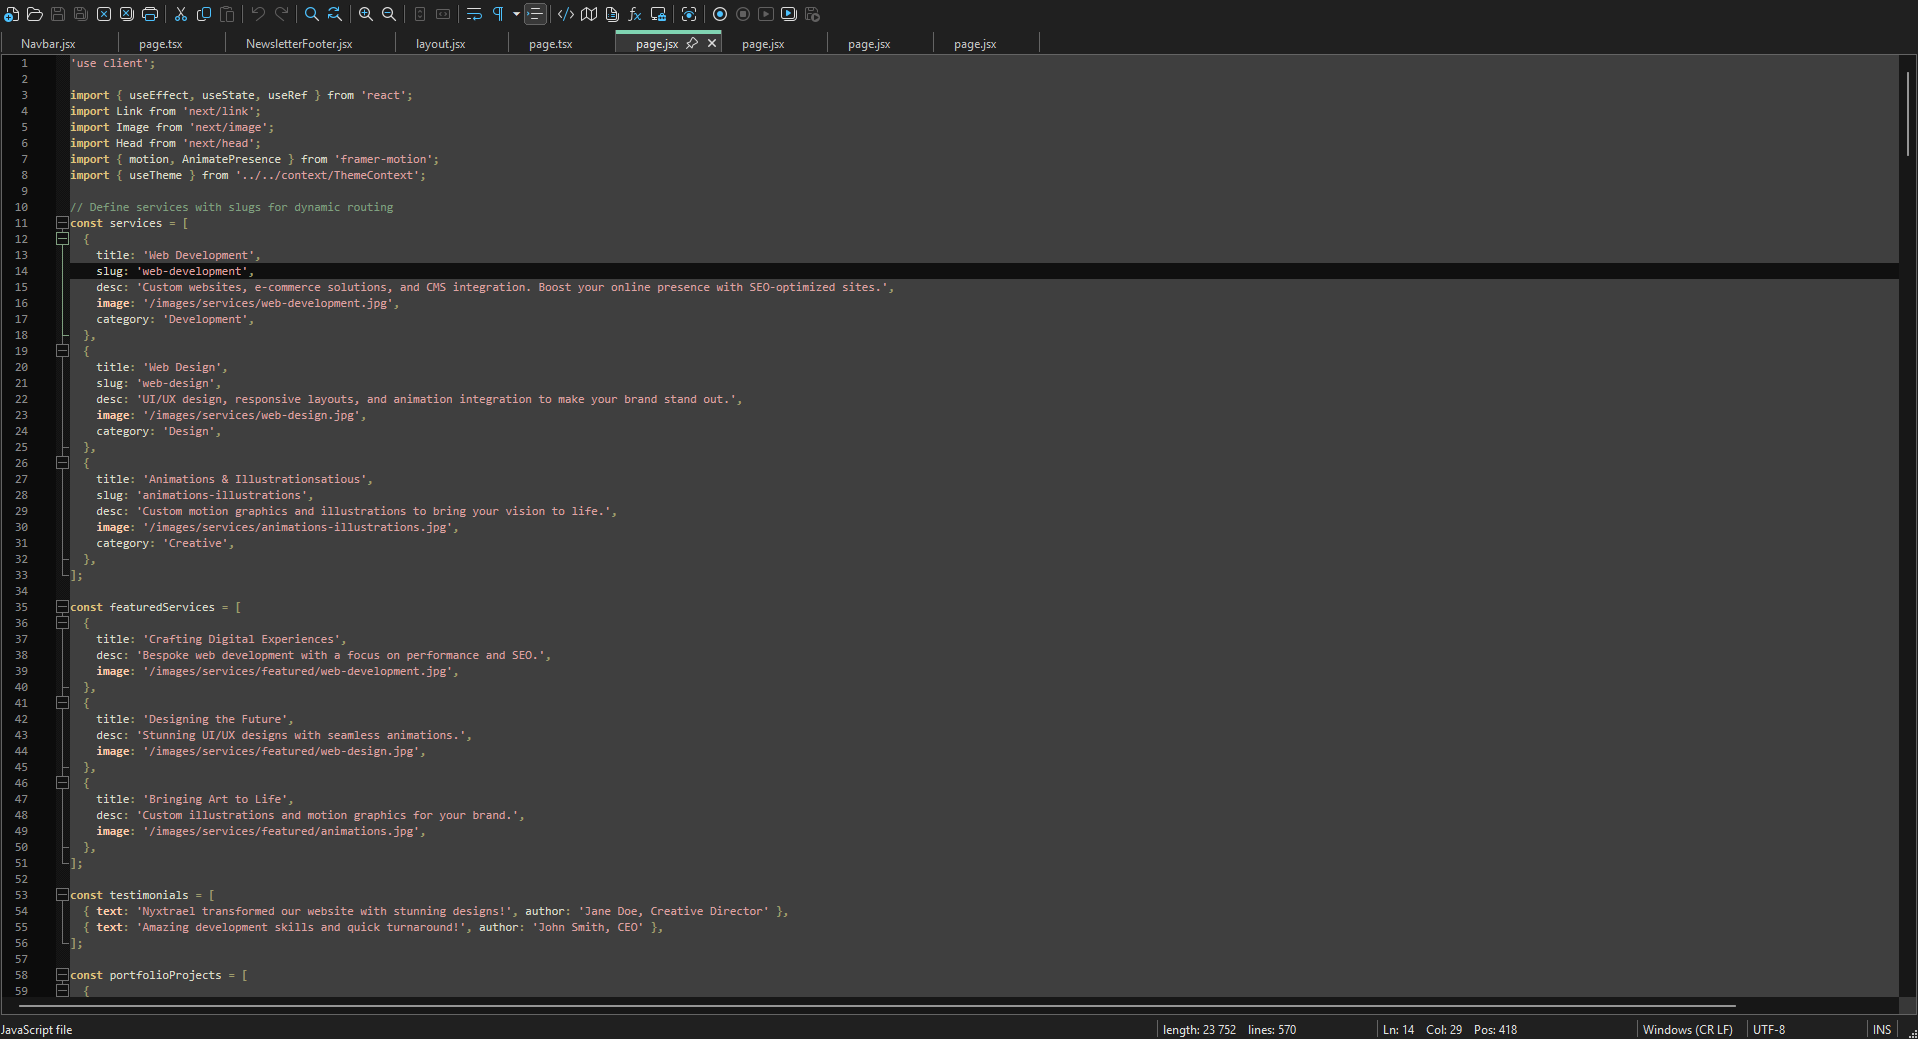 Navbar.jsx page.tsx NewsletterFooter.jsx layout.jsx page.tsx page.jsx page.jsx page.jsx page.jsx
1 'use client';
2
3 import { useEffect, useState, useRef } from 'react';
4 import Link from 'next/link';
5 import Image from 'next/image';
6 import Head from 'next/head';
7 import { motion, AnimatePresence } from 'framer-motion';
8 import { useTheme } from '../../context/ThemeContext';
9
10 // Define services with slugs for dynamic routing
11 const services = [
12 {
13 title: 'Web Development',
14 slug: 'web-development',
15 desc: 'Custom websites, e-commerce solutions, and CMS integration. Boost your online presence with SEO-optimized sites.',
16 image: '/images/services/web-development.jpg',
17 category: 'Development',
18 },
19 {
20 title: 'Web Design',
21 slug: 'web-design',
22 desc: 'UI/UX design, responsive layouts, and animation integration to make your brand stand out.',
23 image: '/images/services/web-design.jpg',
24 category: 'Design',
25 },
26 {
27 title: 'Animations & Illustrationsatious',
28 slug: 'animations-illustrations',
29 desc: 'Custom motion graphics and illustrations to bring your vision to life.',
30 image: '/images/services/animations-illustrations.jpg',
31 category: 'Creative',
32 },
33 ];
34
35 const featuredServices = [
36 {
37 title: 'Crafting Digital Experiences',
38 desc: 'Bespoke web development with a focus on performance and SEO.',
39 image: '/images/services/featured/web-development.jpg',
40 },
41 {
42 title: 'Designing the Future',
43 desc: 'Stunning UI/UX designs with seamless animations.',
44 image: '/images/services/featured/web-design.jpg',
45 },
46 {
47 title: 'Bringing Art to Life',
48 desc: 'Custom illustrations and motion graphics for your brand.',
49 image: '/images/services/featured/animations.jpg',
50 },
51 ];
52
53 const testimonials = [
54 { text: 'Nyxtrael transformed our website with stunning designs!', author: 'Jane Doe, Creative Director' },
55 { text: 'Amazing development skills and quick turnaround!', author: 'John Smith, CEO' },
56 ];
57
58 const portfolioProjects = [
59 {
JavaScript file length: 23 752 lines: 570 Ln: 14 Col: 29 Pos: 418 Windows (CR LF) UTF-8 INS